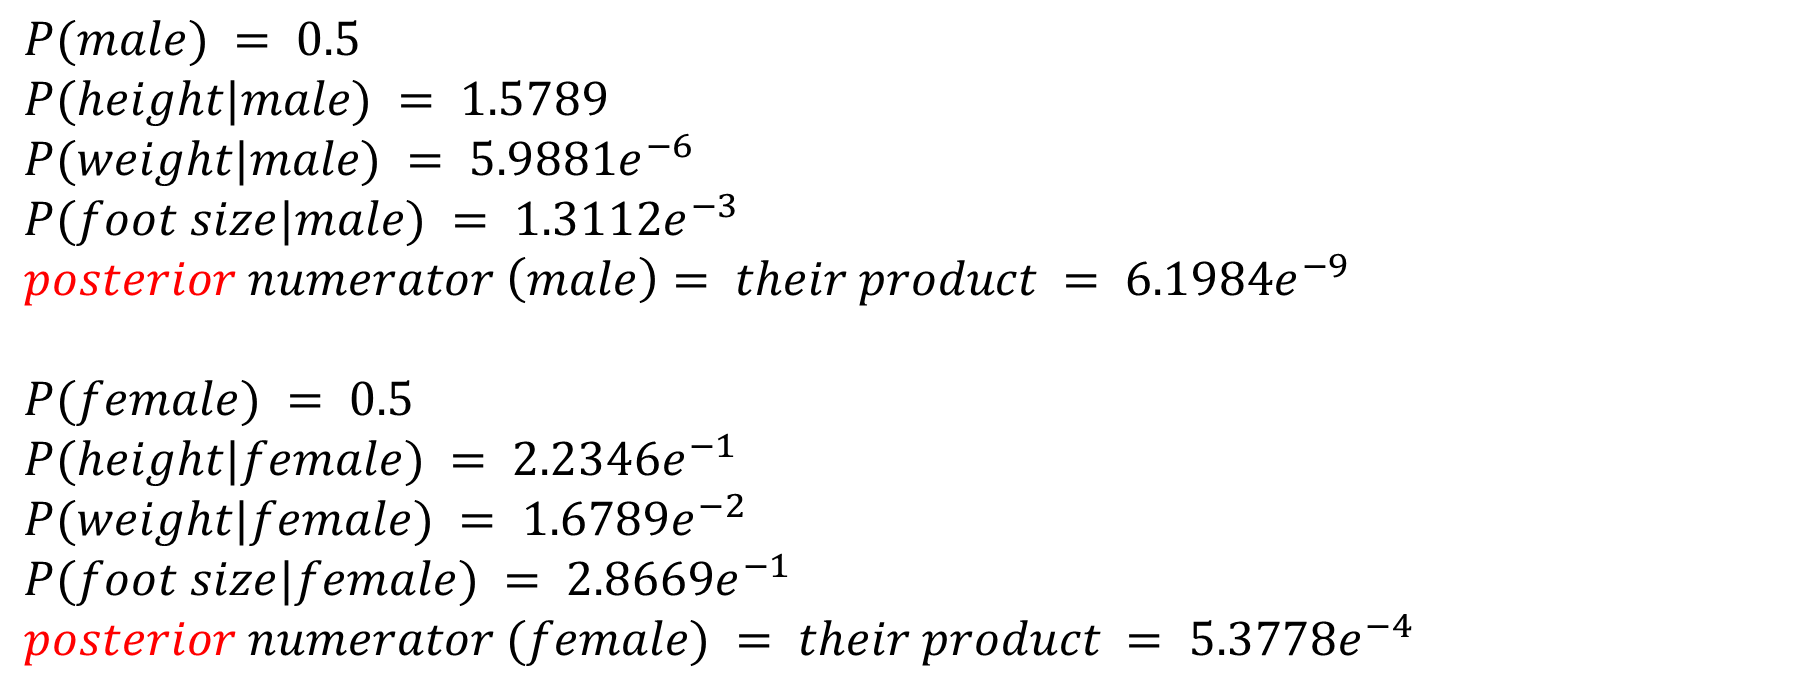 P(male) = 0.5
P(height|male) = 1.5789
P(weight|male) = 5.9881e⁻⁶
P(foot size|male) = 1.3112e⁻³
posterior numerator (male) = their product = 6.1984e⁻⁹
P(female) = 0.5
P(height|female) = 2.2346e⁻¹
P(weight|female) = 1.6789e⁻²
P(foot size|female) = 2.8669e⁻¹
posterior numerator (female) = their product = 5.3778e⁻⁴